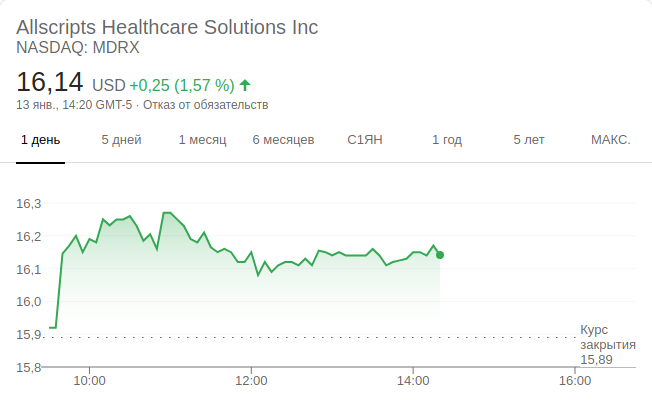 Allscripts Healthcare Solutions Inc
NASDAQ: MDRX
16,14 USD +0,25 (1,57 %)
13 янв., 14:20 GMT-5 · Отказ от обязательств
1 день 5 дней 1 месяц 6 месяцев С1ЯН 1 год 5 лет МАКС.
16,3
16,2
16,1
16,0
15,9
15,8
Курс
закрытия
15,89
10:00 12:00 14:00 16:00